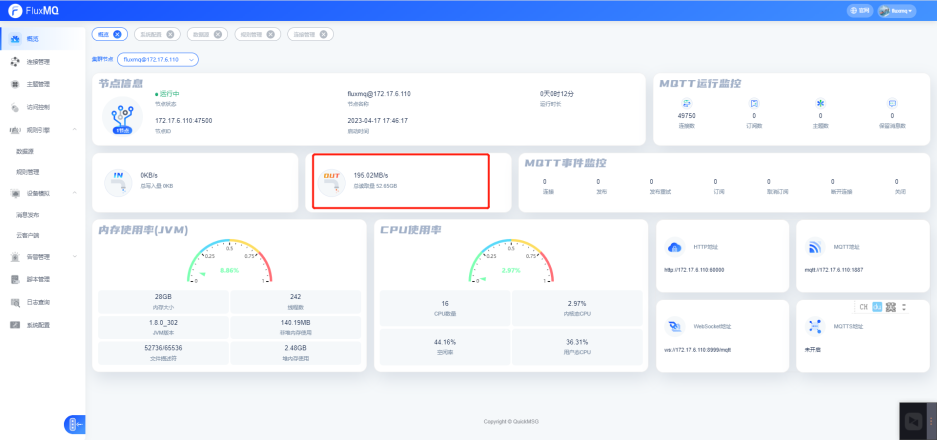 FluxMQ
官网
fluxmq
概览
概览
系统配置
数据源
规则管理
连接管理
连接管理
集群节点
fluxmq@172.17.6.110
主题管理
访问控制
规则引擎
数据源
规则管理
设备模拟
消息发布
云客户端
告警管理
脚本管理
日志查询
系统配置
节点信息
1节点
运行中
节点状态
fluxmq@172.17.6.110
节点名称
0天0时12分
运行时长
172.17.6.110:47500
节点ID
2023-04-17 17:46:17
启动时间
MQTT运行监控
49750
连接数
0
订阅数
0
主题数
0
保留消息数
IN
0KB/s
总写入量 0KB
OUT
195.02MB/s
总读取量 52.95GB
MQTT事件监控
0
连接
0
发布
0
发布重试
0
订阅
0
取消订阅
0
断开连接
0
关闭
内存使用率(JVM)
0
0.25
0.5
0.75
1
8.86%
28GB
内存大小
242
线程数
1.8.0_302
JVM版本
140.19MB
非堆内存使用
52736/65536
文件描述符
2.48GB
堆内存使用
CPU使用率
0
0.25
0.5
0.75
1
2.97%
16
CPU数量
2.97%
内核态CPU
44.16%
空闲率
36.31%
用户态CPU
HTTP地址
MQTT地址
mqtt://172.17.6.110:1887
WebSocket地址
ws://172.17.6.110:8999/mqtt
MQTTS地址
未开启
CH
英
Copyright © QuickMSG